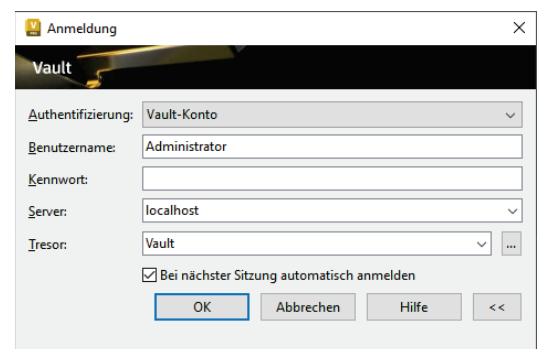 Anmeldung
Vault
Authentifizierung: Vault-Konto
Benutzername: Administrator
Kennwort:
Server: localhost
Tresor: Vault ...
Bei nächster Sitzung automatisch anmelden
OK Abbrechen Hilfe <<